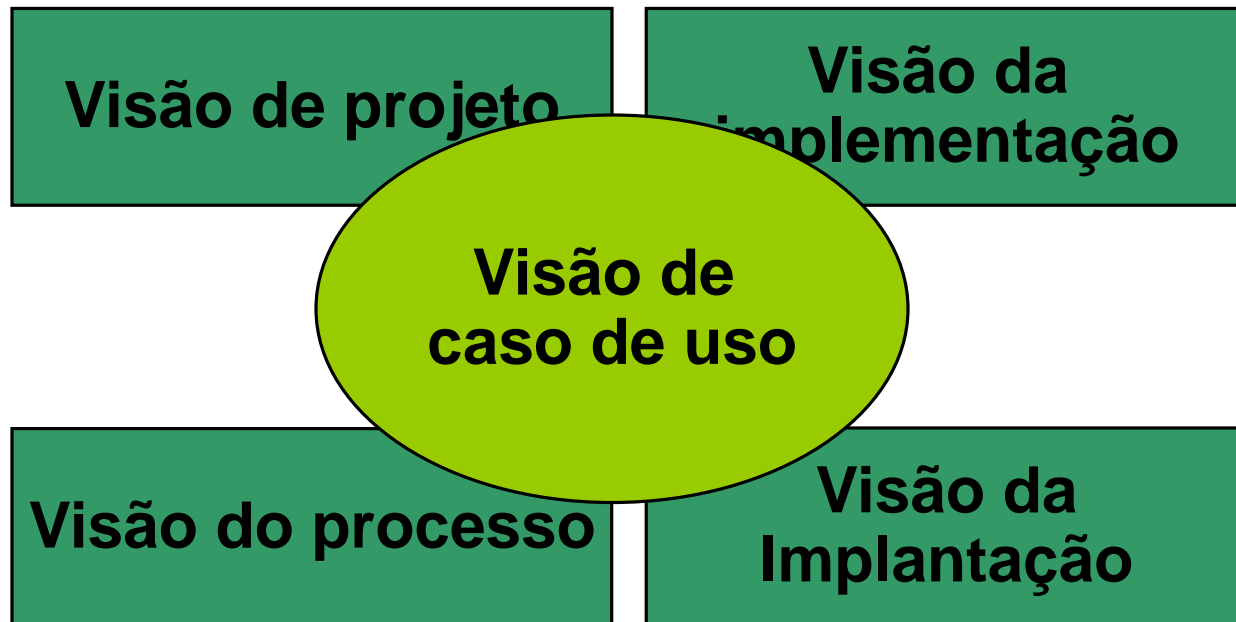 Visão de projeto
Visão da
implementação
Visão de
caso de uso
Visão do processo
Visão da
Implantação